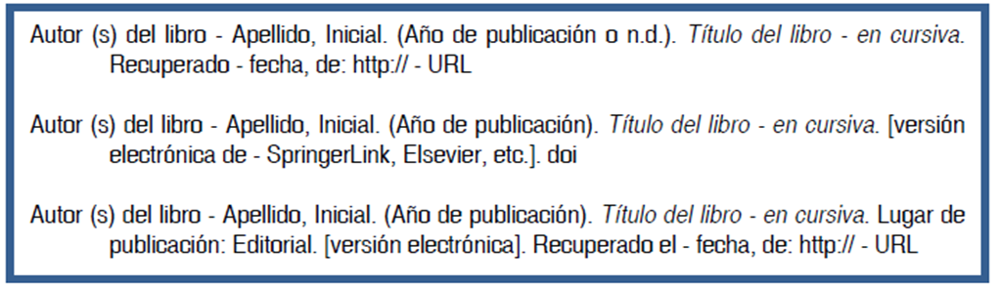 Autor (s) del libro - Apellido, Inicial. (Año de publicación o n.d.). Título del libro - en cursiva.
Recuperado - fecha, de: http:// - URL
Autor (s) del libro - Apellido, Inicial. (Año de publicación). Título del libro - en cursiva. [versión
electrónica de - SpringerLink, Elsevier, etc.]. doi
Autor (s) del libro - Apellido, Inicial. (Año de publicación). Título del libro - en cursiva. Lugar de
publicación: Editorial. [versión electrónica]. Recuperado el - fecha, de: http:// - URL